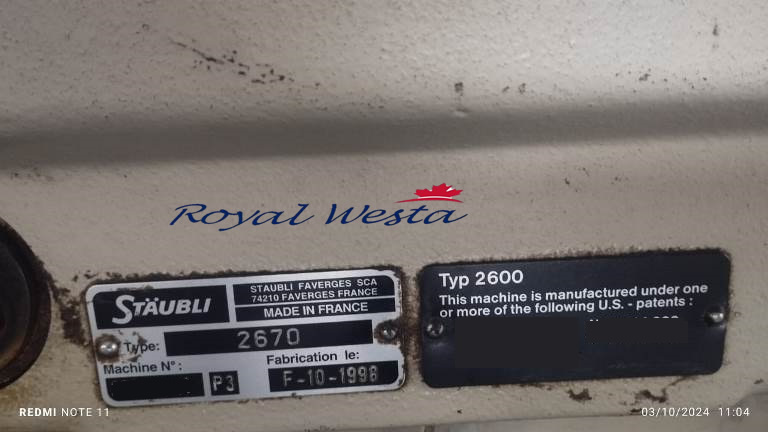 Royal Westa
STÄUBLI
STAUBLI FAVERGES SCA
74210 FAVERGES FRANCE
MADE IN FRANCE
Type: 2670
Machine N°:
P3
Fabrication le:
F-10-1998
Typ 2600
This machine is manufactured under one
or more of the following U.S. - patents :
REDMI NOTE 11
03/10/2024 11:04